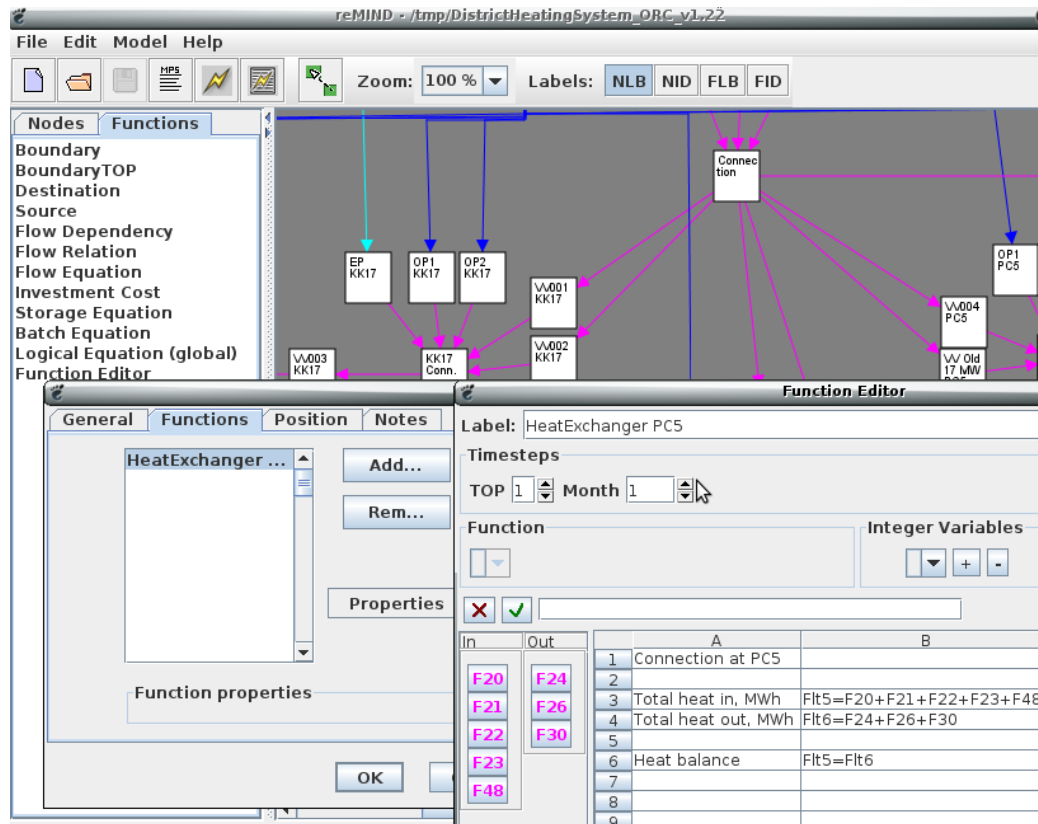 reMIND - /tmp/DistrictHeatingSystem_ORC_v1.22
File Edit Model Help
MPS Zoom: 100 % Labels: NLB NID FLB FID
Nodes Functions
Boundary
BoundaryTOP
Destination
Source
Flow Dependency
Flow Relation
Flow Equation
Investment Cost
Storage Equation
Batch Equation
Logical Equation (global)
Function Editor
Connec
tion
EP
KK17
OP1
KK17
OP2
KK17
VV001
KK17
VV002
KK17
VV003
KK17
KK17
Conn.
OP1
PC5
VV004
PC5
VV Old
17 MW
General Functions Position Notes
HeatExchanger ...
Add...
Rem...
Properties
Function properties
OK
Function Editor
Label: HeatExchanger PC5
Timesteps
TOP 1 Month 1
Function
Integer Variables
+ -
In Out
F20 F24
F21 F26
F22 F30
F23
F48
A B
1 Connection at PC5
2
3 Total heat in, MWh Flt5=F20+F21+F22+F23+F48
4 Total heat out, MWh Flt6=F24+F26+F30
5
6 Heat balance Flt5=Flt6
7
8
9